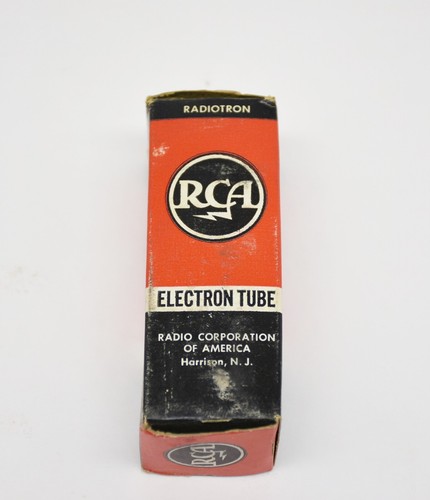 RADIOTRON
RCA
ELECTRON TUBE
RADIO CORPORATION
OF AMERICA
Harrison, N. J.
RCA